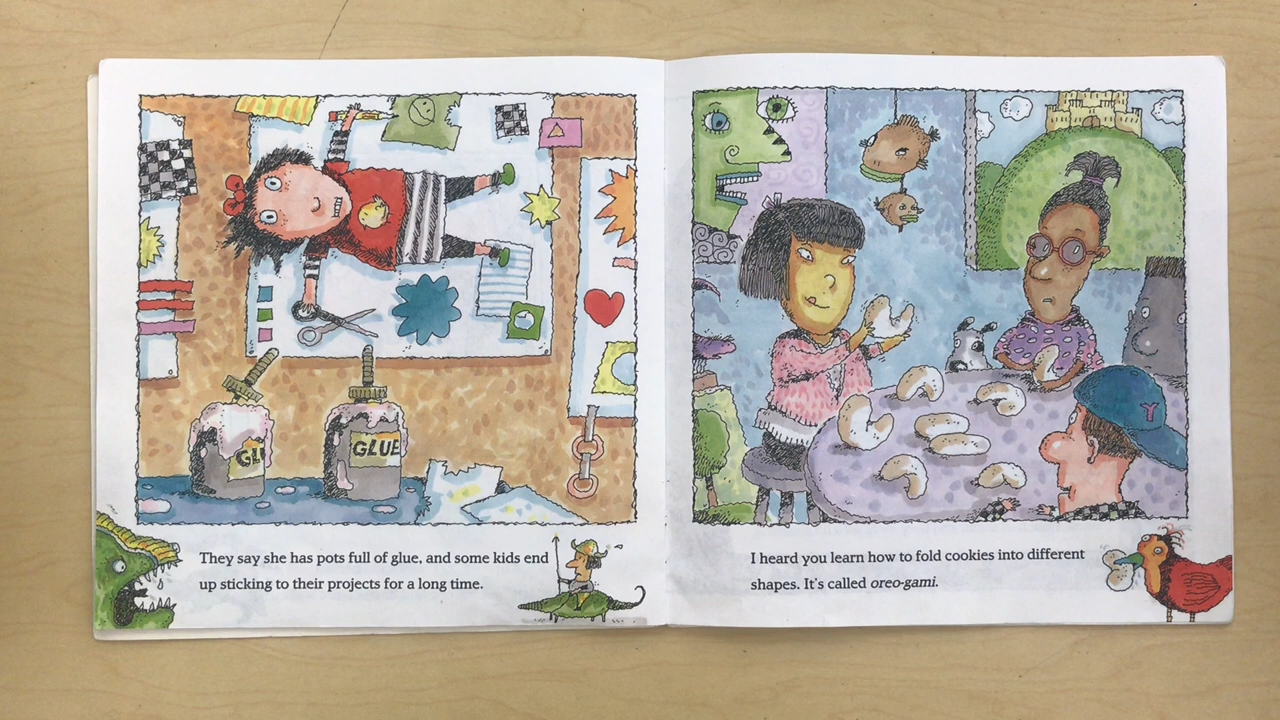 GLU
GLUE
They say she has pots full of glue, and some kids end
up sticking to their projects for a long time.
Y
I heard you learn how to fold cookies into different
shapes. It's called oreo-gami.